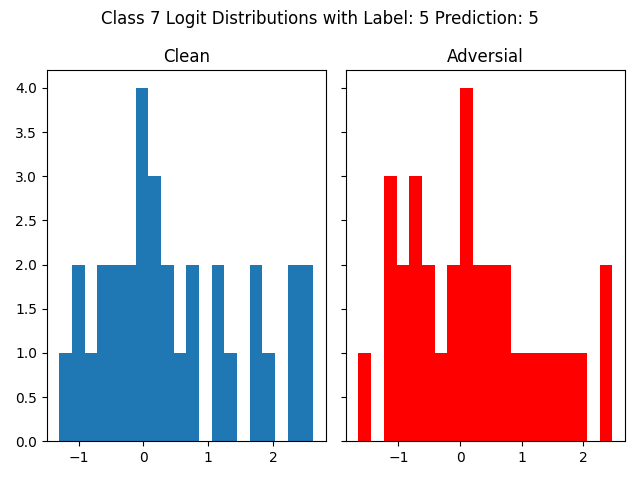 Class 7 Logit Distributions with Label: 5 Prediction: 5
Clean
Adversial
4.0
3.5
3.0
2.5
2.0
1.5
1.0
0.5
0.0
−1 0 1 2
−1 0 1 2